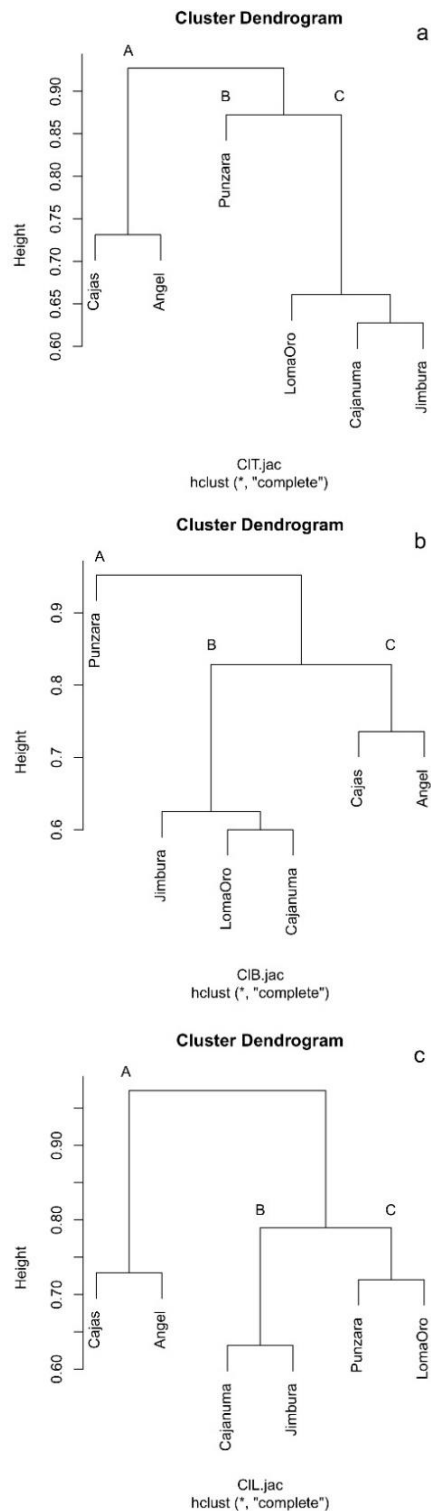 Cluster Dendrogram
a
A
B
C
Height
0.90
0.85
0.80
0.75
0.70
0.65
0.60
Punzara
Cajas
Angel
LomaOro
Cajanuma
Jimbura
CIT.jac
hclust (*, "complete")
Cluster Dendrogram
b
A
B
C
Height
0.9
0.8
0.7
0.6
Punzara
Cajas
Angel
Jimbura
LomaOro
Cajanuma
CIB.jac
hclust (*, "complete")
Cluster Dendrogram
c
A
B
C
Height
0.90
0.80
0.70
0.60
Cajas
Angel
Punzara
LomaOro
Cajanuma
Jimbura
CIL.jac
hclust (*, "complete")